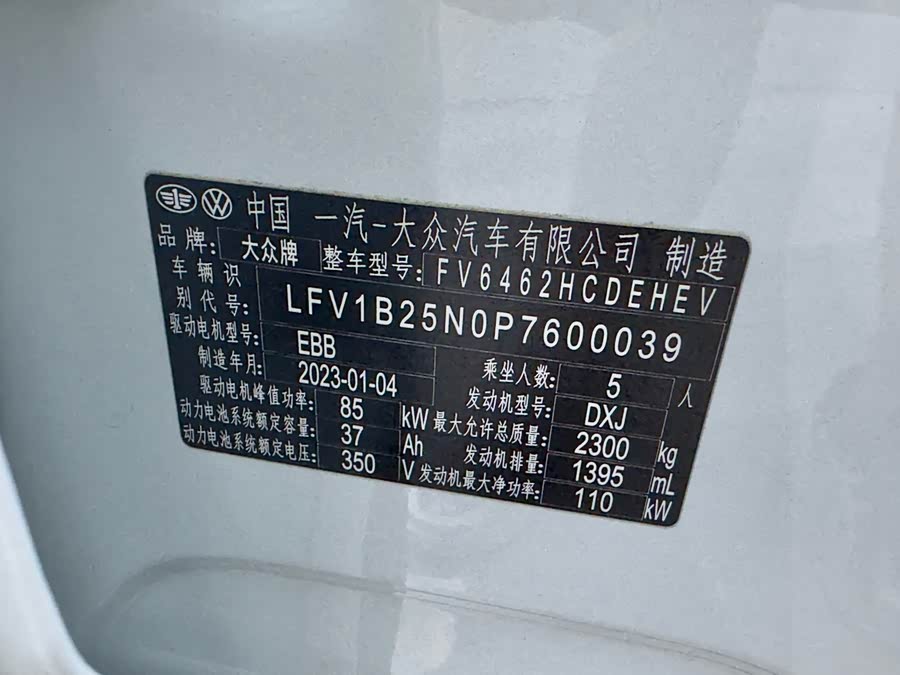 中国 一汽-大众汽车有限公司 制造
品牌: 大众牌 整车型号: FV6462HCDEHEV
车辆识别代号: LFV1B25N0P7600039
驱动电机型号: EBB
制造年月: 2023-01-04 乘坐人数: 5 人
驱动电机峰值功率: 85 kW 发动机型号: DXJ
动力电池系统额定容量: 37 Ah 最大允许总质量: 2300 kg
动力电池系统额定电压: 350 V 发动机排量: 1395 mL
发动机最大净功率: 110 kW